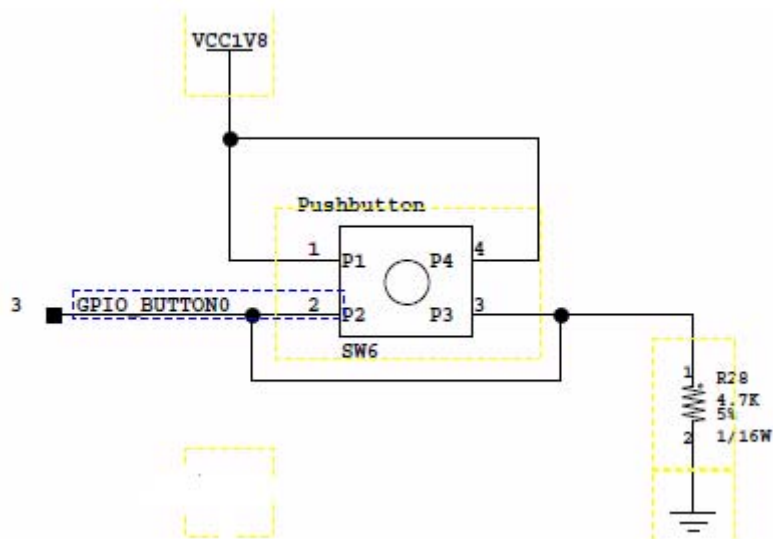 VCC1V8
Pushbutton
1 P1 P4 4
3 GPIO_BUTTON0 2 P2 P3 3
SW6
1 R28
4.7K
5%
2 1/16W